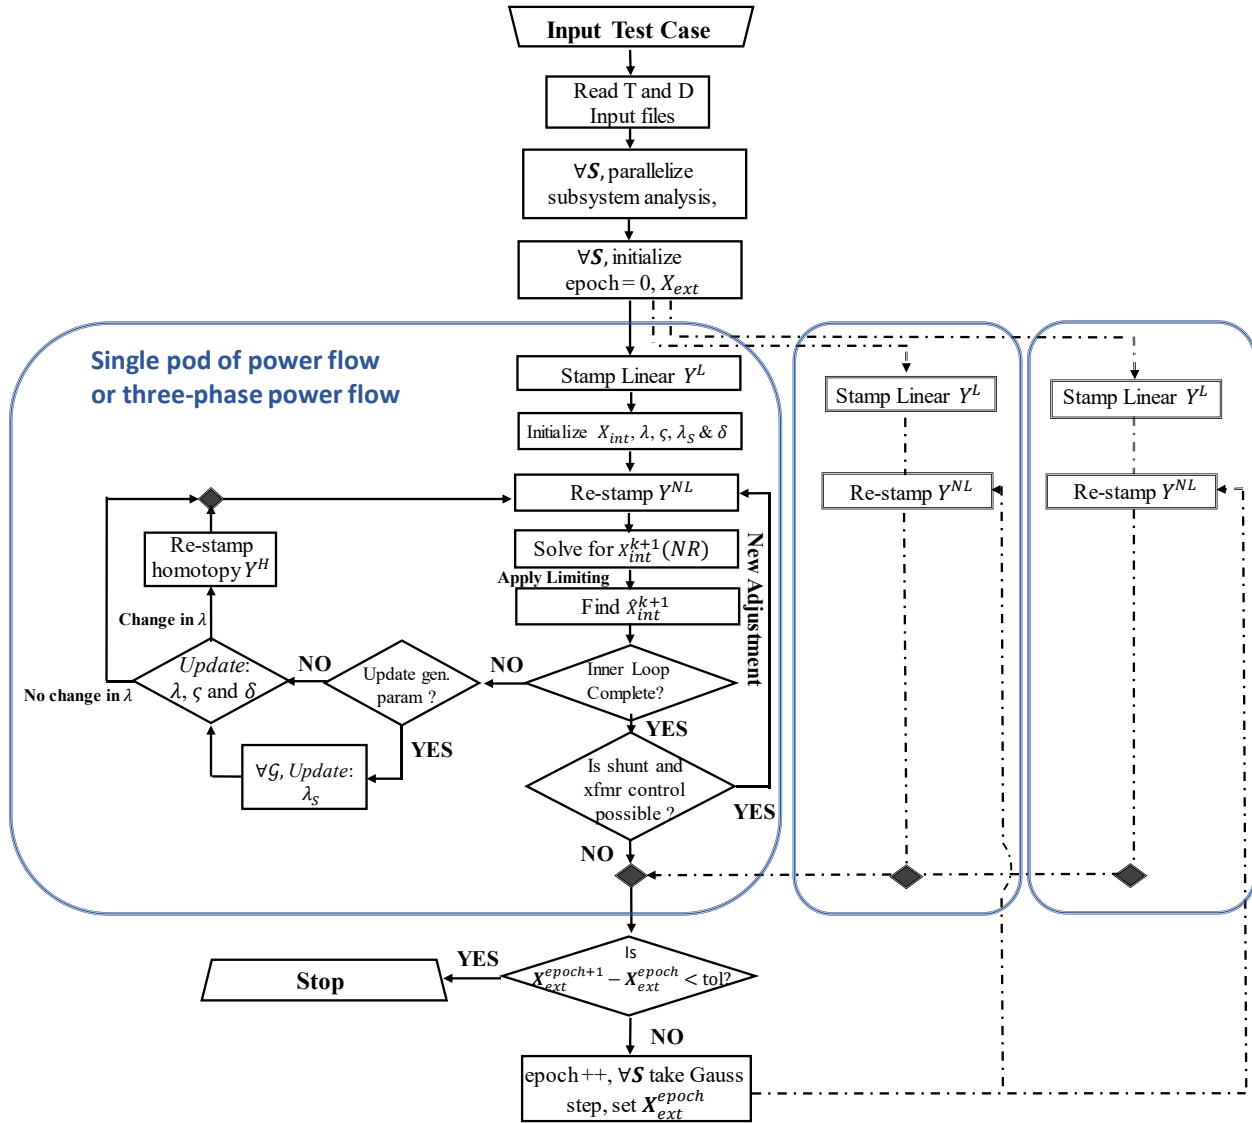 Input Test Case
Read T and D
Input files
∀S, parallelize
subsystem analysis,
∀S, initialize
epoch = 0, X_ext
Single pod of power flow
or three-phase power flow
Stamp Linear Y^L
Initialize X_int, λ, ς, λ_S & δ
Re-stamp Y^NL
Solve for X_int^k+1 (NR)
Apply Limiting
Find X̂_int^k+1
New Adjustment
Inner Loop
Complete?
NO
Update gen.
param ?
NO
Update:
λ, ς and δ
Change in λ
No change in λ
Re-stamp
homotopy Y^H
YES
∀G, Update:
λ_S
YES
Is shunt and
xfmr control
possible ?
YES
NO
Stamp Linear Y^L
Re-stamp Y^NL
Stamp Linear Y^L
Re-stamp Y^NL
Is
X_ext^epoch+1 − X_ext^epoch < tol?
YES
Stop
NO
epoch ++, ∀S take Gauss
step, set X_ext^epoch